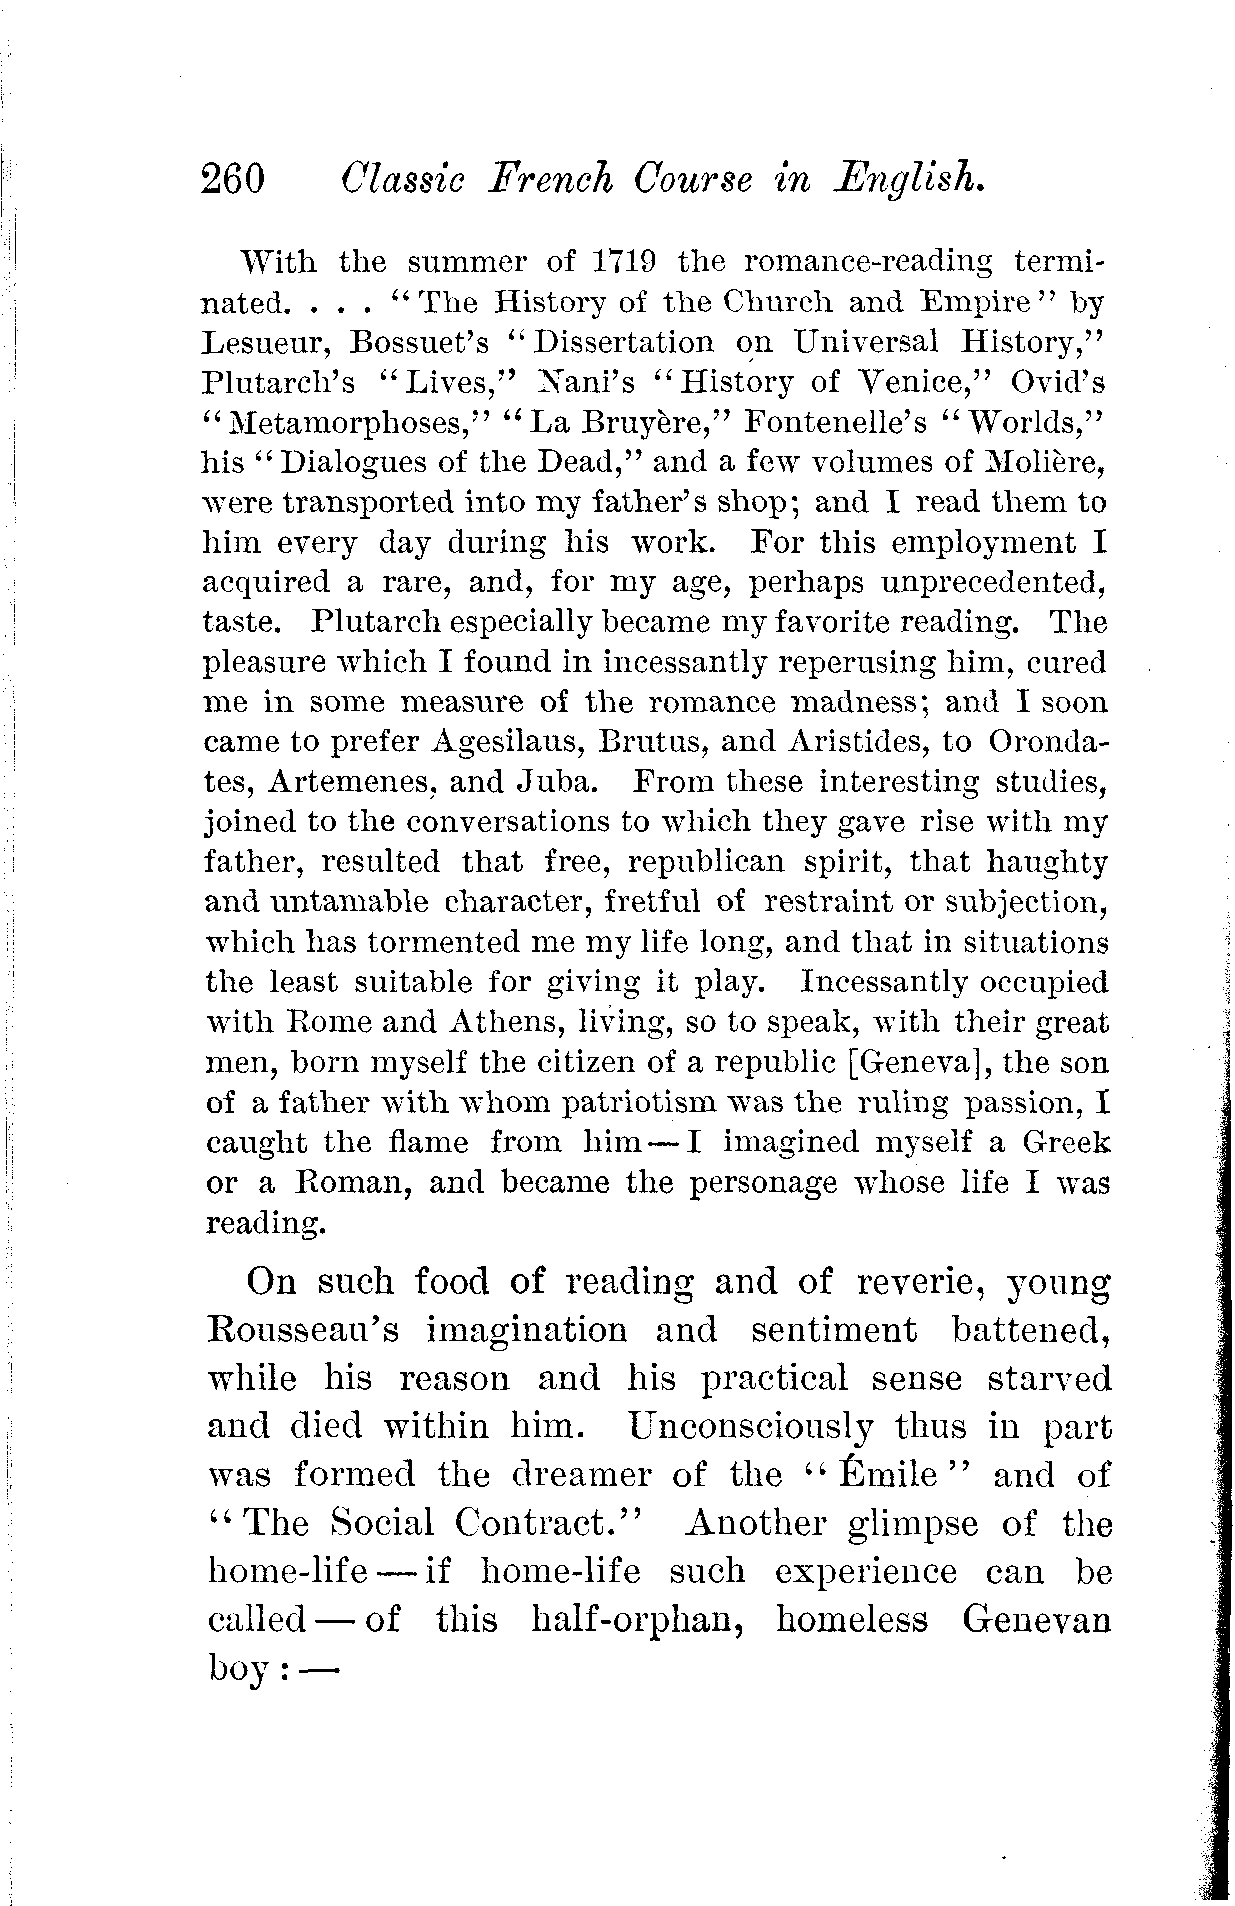 260 Classic French Course in English.
With the summer of 1719 the romance-reading termi-
nated. . . . "The History of the Church and Empire" by
Lesueur, Bossuet's "Dissertation on Universal History,"
Plutarch's "Lives," Nani's "History of Venice," Ovid's
"Metamorphoses," "La Bruyère," Fontenelle's "Worlds,"
his "Dialogues of the Dead," and a few volumes of Molière,
were transported into my father's shop; and I read them to
him every day during his work. For this employment I
acquired a rare, and, for my age, perhaps unprecedented,
taste. Plutarch especially became my favorite reading. The
pleasure which I found in incessantly reperusing him, cured
me in some measure of the romance madness; and I soon
came to prefer Agesilaus, Brutus, and Aristides, to Oronda-
tes, Artemenes, and Juba. From these interesting studies,
joined to the conversations to which they gave rise with my
father, resulted that free, republican spirit, that haughty
and untamable character, fretful of restraint or subjection,
which has tormented me my life long, and that in situations
the least suitable for giving it play. Incessantly occupied
with Rome and Athens, living, so to speak, with their great
men, born myself the citizen of a republic [Geneva], the son
of a father with whom patriotism was the ruling passion, I
caught the flame from him — I imagined myself a Greek
or a Roman, and became the personage whose life I was
reading.
On such food of reading and of reverie, young
Rousseau's imagination and sentiment battened,
while his reason and his practical sense starved
and died within him. Unconsciously thus in part
was formed the dreamer of the "Émile" and of
"The Social Contract." Another glimpse of the
home-life — if home-life such experience can be
called — of this half-orphan, homeless Genevan
boy : —